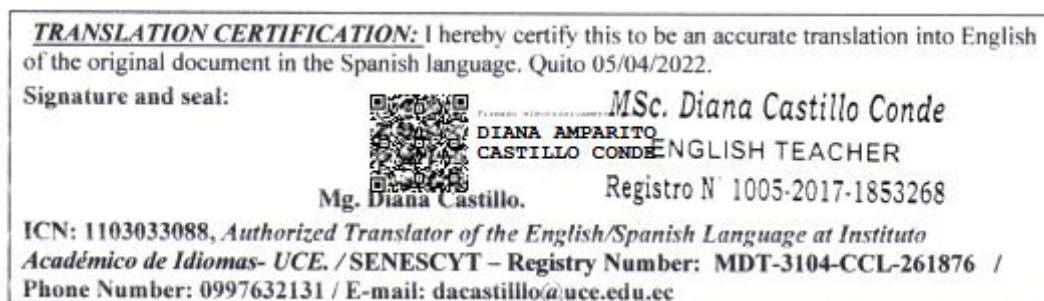 TRANSLATION CERTIFICATION: I hereby certify this to be an accurate translation into English
of the original document in the Spanish language. Quito 05/04/2022.
Signature and seal:
MSc. Diana Castillo Conde
DIANA AMPARITO
CASTILLO CONDE
ENGLISH TEACHER
Registro N° 1005-2017-1853268
Mg. Diana Castillo.
ICN: 1103033088, Authorized Translator of the English/Spanish Language at Instituto
Académico de Idiomas- UCE. / SENESCYT – Registry Number: MDT-3104-CCL-261876 /
Phone Number: 0997632131 / E-mail: dacastilllo@uce.edu.ec